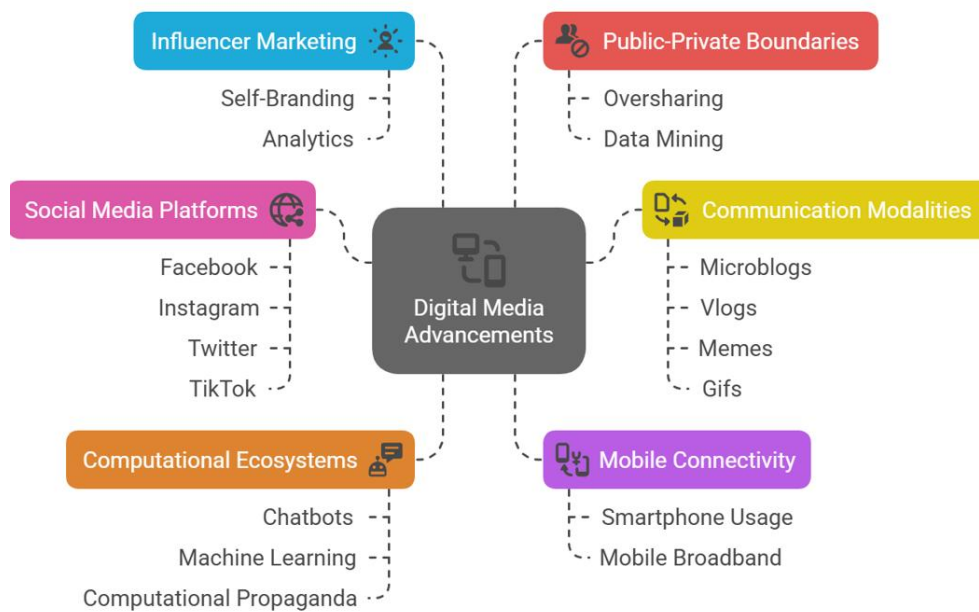 Influencer Marketing
Self-Branding
Analytics
Public-Private Boundaries
Oversharing
Data Mining
Social Media Platforms
Facebook
Instagram
Twitter
TikTok
Digital Media
Advancements
Communication Modalities
Microblogs
Vlogs
Memes
Gifs
Computational Ecosystems
Chatbots
Machine Learning
Computational Propaganda
Mobile Connectivity
Smartphone Usage
Mobile Broadband